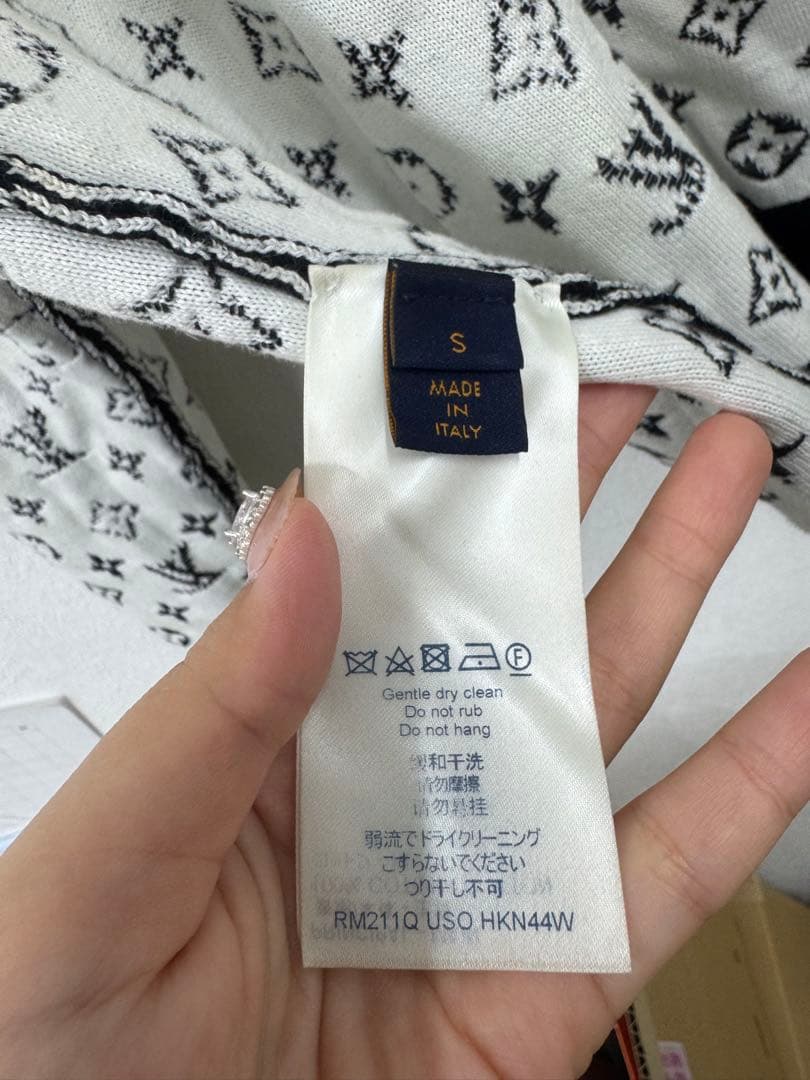 S
MADE
IN
ITALY
Gentle dry clean
Do not rub
Do not hang
缓和干洗
请勿摩擦
请勿悬挂
弱流でドライクリーニング
こすらないでください
つり干し不可
RM211Q USO HKN44W